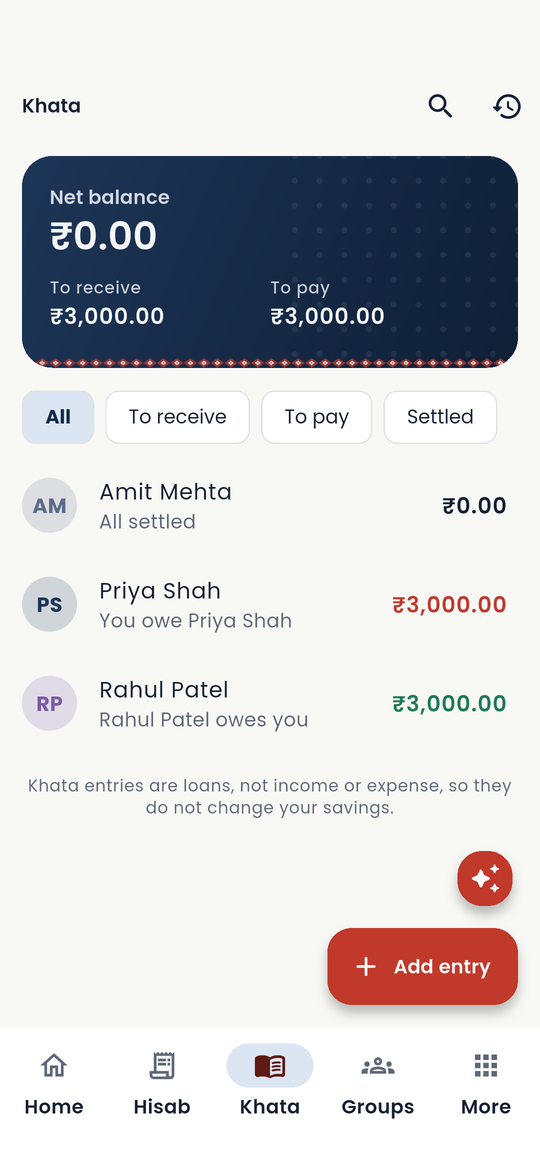 Khata
Net balance
₹0.00
To receive
To pay
₹3,000.00
₹3,000.00
All
To receive
To pay
Settled
AM
Amit Mehta
All settled
₹0.00
PS
Priya Shah
You owe Priya Shah
₹3,000.00
RP
Rahul Patel
Rahul Patel owes you
₹3,000.00
Khata entries are loans, not income or expense, so they
do not change your savings.
Add entry
Home
Hisab
Khata
Groups
More